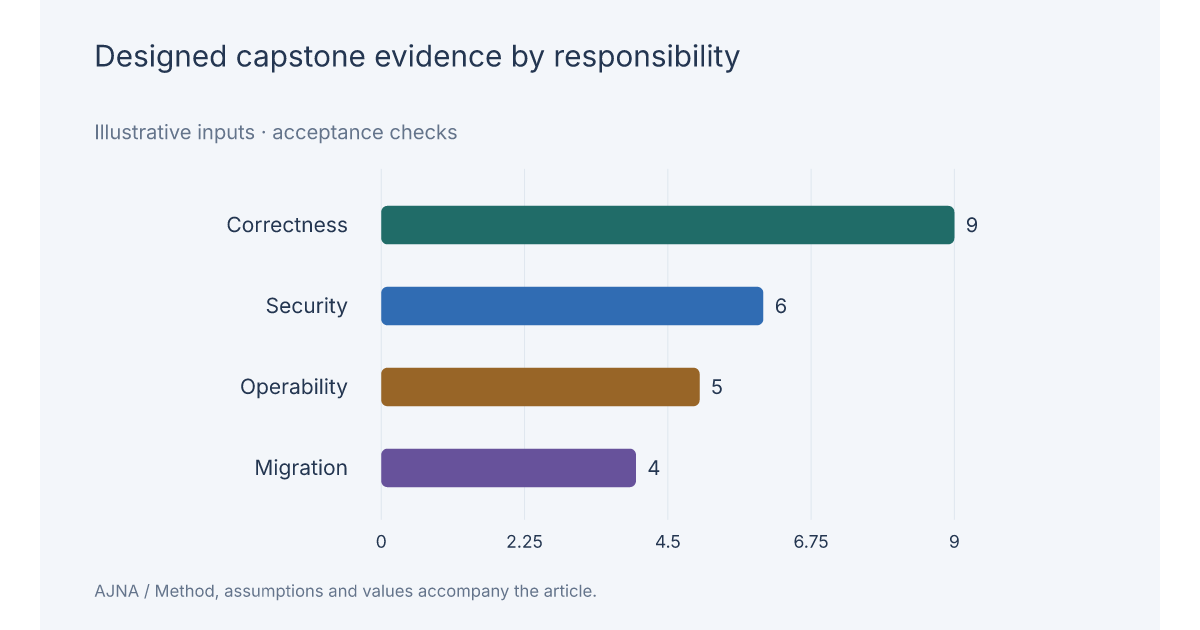 Designed capstone evidence by responsibility
Illustrative inputs · acceptance checks
Correctness 9
Security 6
Operability 5
Migration 4
0 2.25 4.5 6.75 9
AJNA / Method, assumptions and values accompany the article.